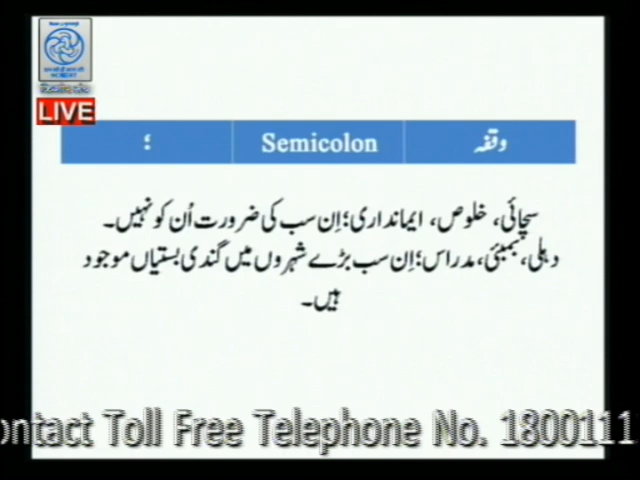 NCERT
LIVE
وقفہ Semicolon ؛
سچائی، خلوص، ایمانداری؛ اِن سب کی ضرورت اُن کو نہیں۔
دہلی، بمبئی، مدراس؛ اِن سب بڑے شہروں میں گندی بستیاں موجود
ہیں۔
ontact Toll Free Telephone No. 1800111